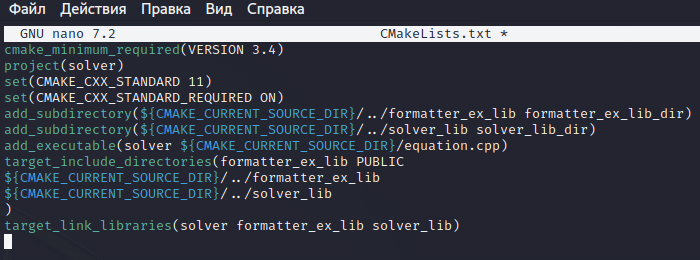 Файл Действия Правка Вид Справка
GNU nano 7.2 CMakeLists.txt *
cmake_minimum_required(VERSION 3.4)
project(solver)
set(CMAKE_CXX_STANDARD 11)
set(CMAKE_CXX_STANDARD_REQUIRED ON)
add_subdirectory(${CMAKE_CURRENT_SOURCE_DIR}/../formatter_ex_lib formatter_ex_lib_dir)
add_subdirectory(${CMAKE_CURRENT_SOURCE_DIR}/../solver_lib solver_lib_dir)
add_executable(solver ${CMAKE_CURRENT_SOURCE_DIR}/equation.cpp)
target_include_directories(formatter_ex_lib PUBLIC
${CMAKE_CURRENT_SOURCE_DIR}/../formatter_ex_lib
${CMAKE_CURRENT_SOURCE_DIR}/../solver_lib
)
target_link_libraries(solver formatter_ex_lib solver_lib)